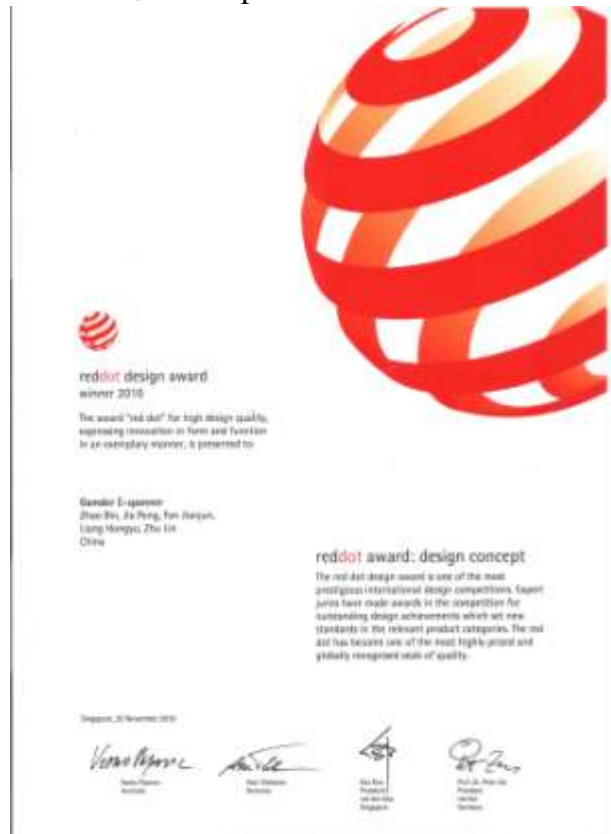 reddot design award
winner 2010
The award "red dot" for high design quality,
expressing innovation in form and function
in an exemplary manner, is presented to:
Zhao Bin, Jia Peng, Fan Jianjun,
Liang Hongyu, Zhu Lin
China
reddot award: design concept
The red dot design award is one of the most
prestigious international design competitions. Expert
juries have made awards in the competition for
outstanding design achievements which set new
standards in the relevant product categories. The red
dot has become one of the most highly prized and
globally recognised seals of quality.
Singapore, November 2010
President
President
Singapore